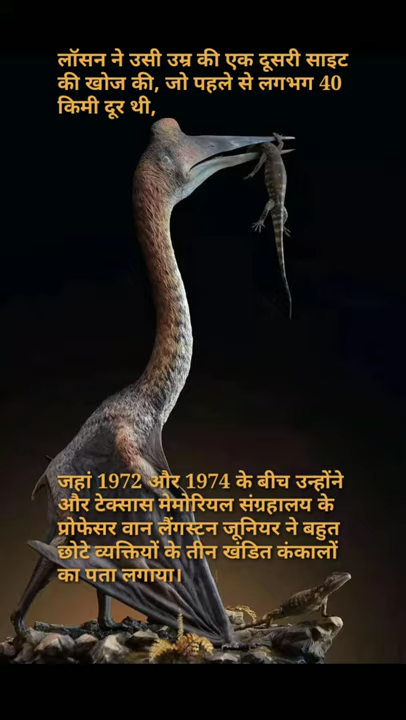 लॉसन ने उसी उम्र की एक दूसरी साइट
की खोज की, जो पहले से लगभग 40
किमी दूर थी,
जहां 1972 और 1974 के बीच उन्होंने
और टेक्सास मेमोरियल संग्रहालय के
प्रोफेसर वान लैंगस्टन जूनियर ने बहुत
छोटे व्यक्तियों के तीन खंडित कंकालों
का पता लगाया।